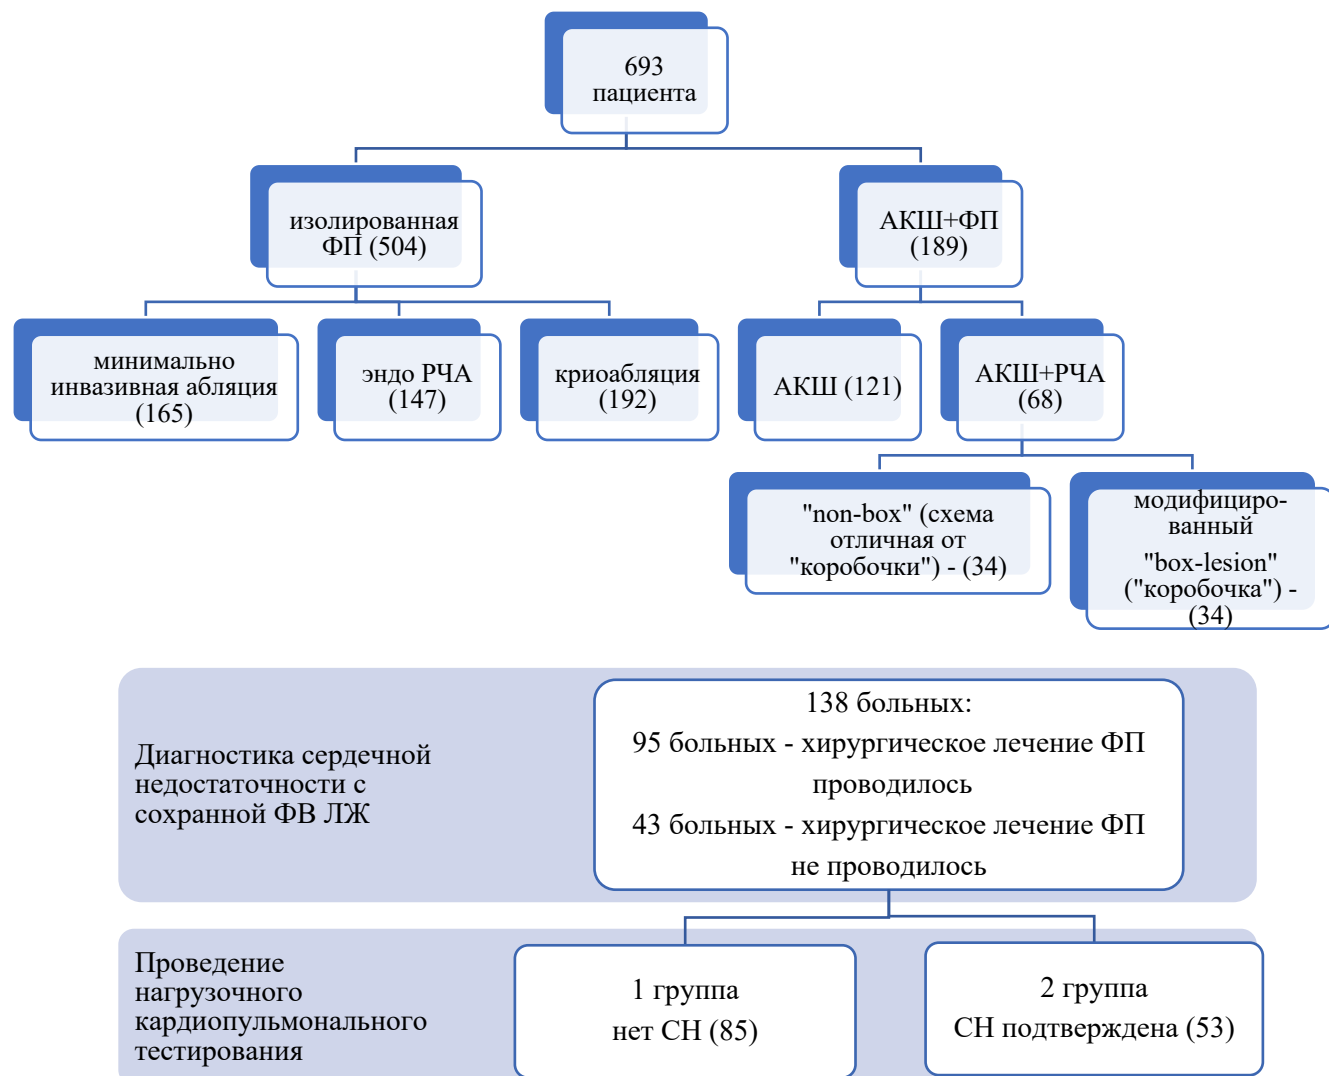 693
пациента
изолированная
ФП (504)
АКШ+ФП
(189)
минимально
инвазивная абляция
(165)
эндо РЧА
(147)
криоабляция
(192)
АКШ (121)
АКШ+РЧА
(68)
"non-box" (схема
отличная от
"коробочки") - (34)
модифициро-
ванный
"box-lesion"
("коробочка") -
(34)
Диагностика сердечной
недостаточности с
сохранной ФВ ЛЖ
138 больных:
95 больных - хирургическое лечение ФП
проводилось
43 больных - хирургическое лечение ФП
не проводилось
Проведение
нагрузочного
кардиопульмонального
тестирования
1 группа
нет СН (85)
2 группа
СН подтверждена (53)